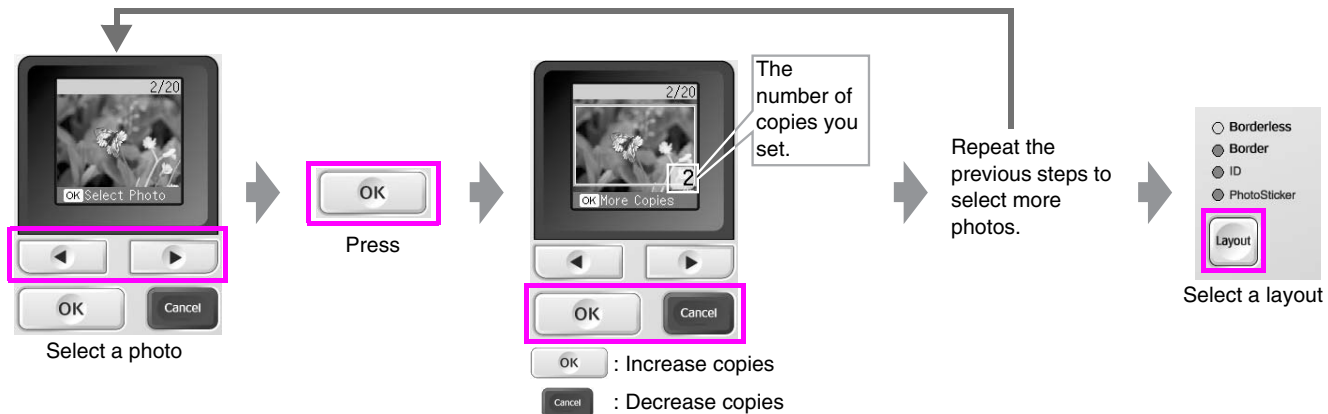 2/20
OK Select Photo
OK
Cancel
Select a photo
OK
Press
2/20
2
OK More Copies
The
number of
copies you
set.
OK
Cancel
OK : Increase copies
Cancel : Decrease copies
Repeat the
previous steps to
select more
photos.
Borderless
Border
ID
PhotoSticker
Layout
Select a layout